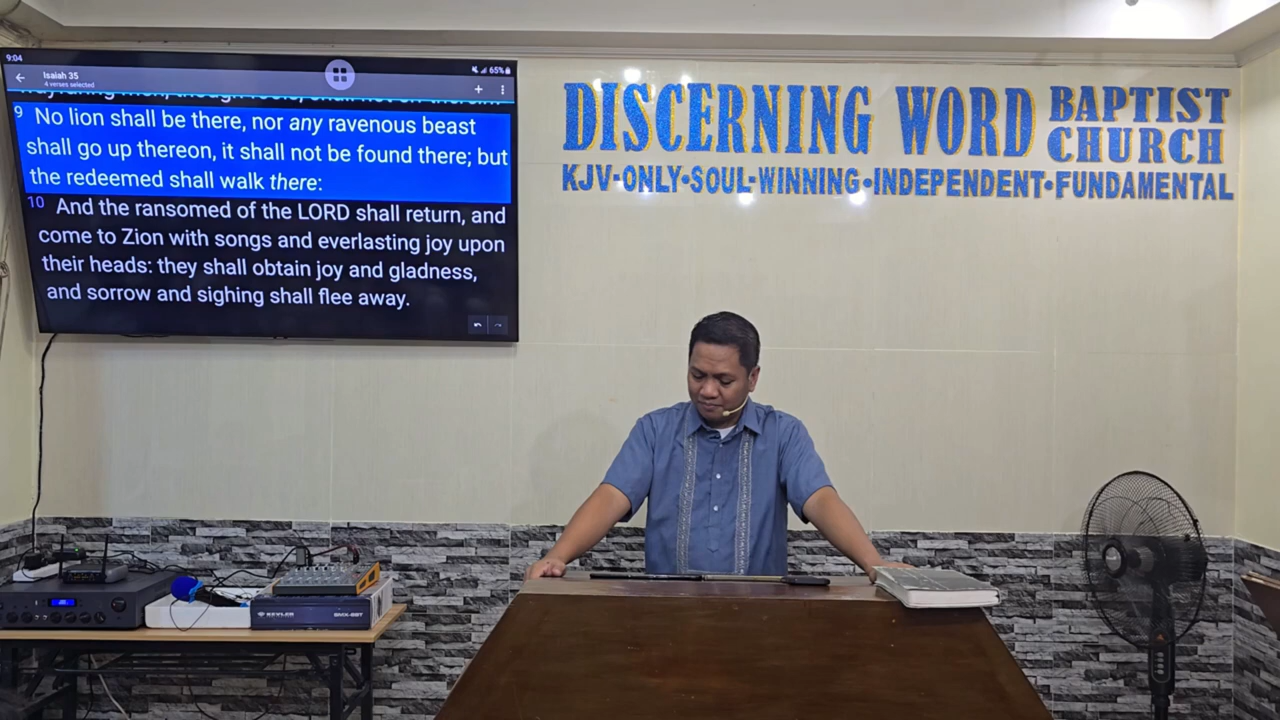 9:04
65%
Isaiah 35
4 verses selected
9 No lion shall be there, nor any ravenous beast
shall go up thereon, it shall not be found there; but
the redeemed shall walk there:
10 And the ransomed of the LORD shall return, and
come to Zion with songs and everlasting joy upon
their heads: they shall obtain joy and gladness,
and sorrow and sighing shall flee away.
DISCERNING WORD BAPTIST
CHURCH
KJV-ONLY•SOUL-WINNING•INDEPENDENT•FUNDAMENTAL
KEVLER